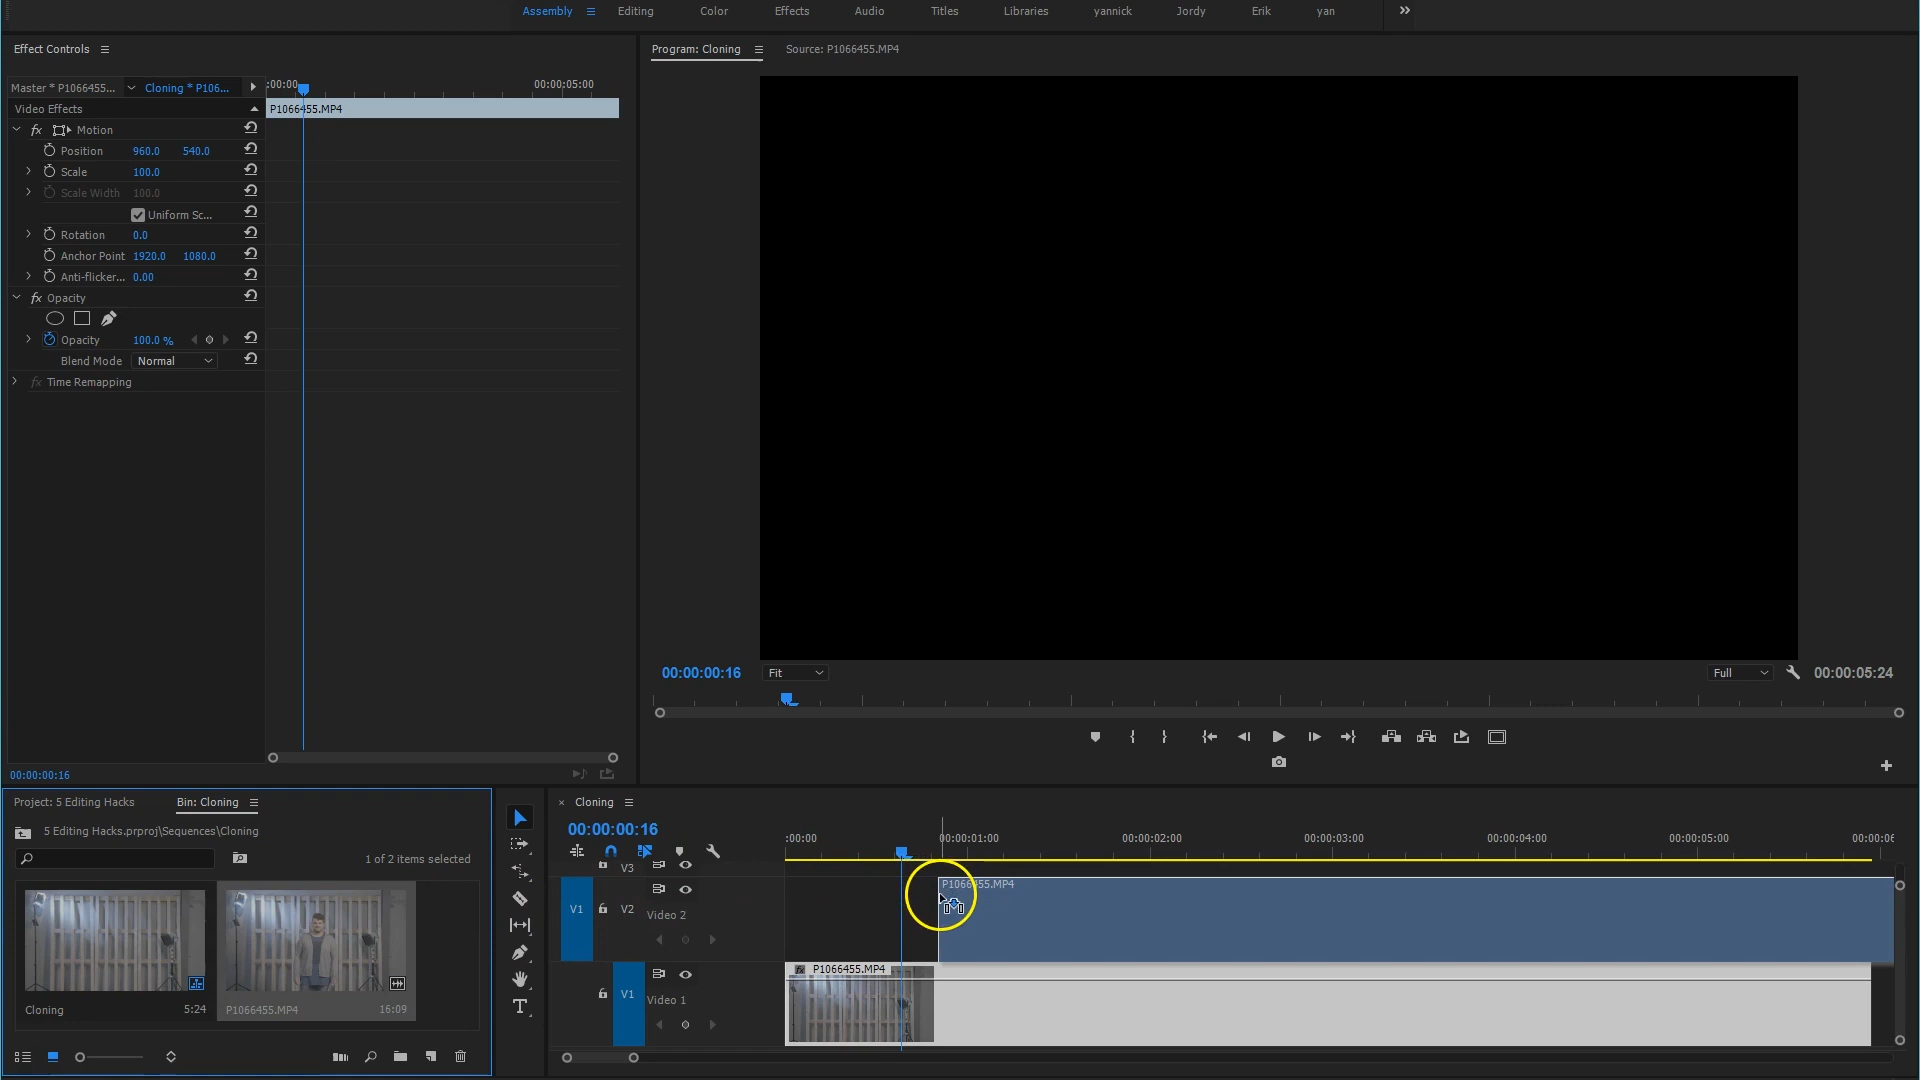 Assembly Editing Color Effects Audio Titles Libraries yannick Jordy Erik yan
Effect Controls
Master * P1066455... Cloning * P106...
:00:00 00:00:05:00
Video Effects
P1066455.MP4
fx Motion
Position 960.0 540.0
Scale 100.0
Scale Width 100.0
Uniform Sc...
Rotation 0.0
Anchor Point 1920.0 1080.0
Anti-flicker... 0.00
fx Opacity
Opacity 100.0 %
Blend Mode Normal
fx Time Remapping
00:00:00:16
Program: Cloning Source: P1066455.MP4
00:00:00:16 Fit Full 00:00:05:24
Project: 5 Editing Hacks Bin: Cloning
5 Editing Hacks.prproj\Sequences\Cloning
1 of 2 items selected
Cloning 5:24
P1066455.MP4 16:09
T
× Cloning
00:00:00:16
:00:00 00:00:01:00 00:00:02:00 00:00:03:00 00:00:04:00 00:00:05:00 00:00:06
V3
V1 V2 Video 2
P1066455.MP4
V1 Video 1
fx P1066455.MP4